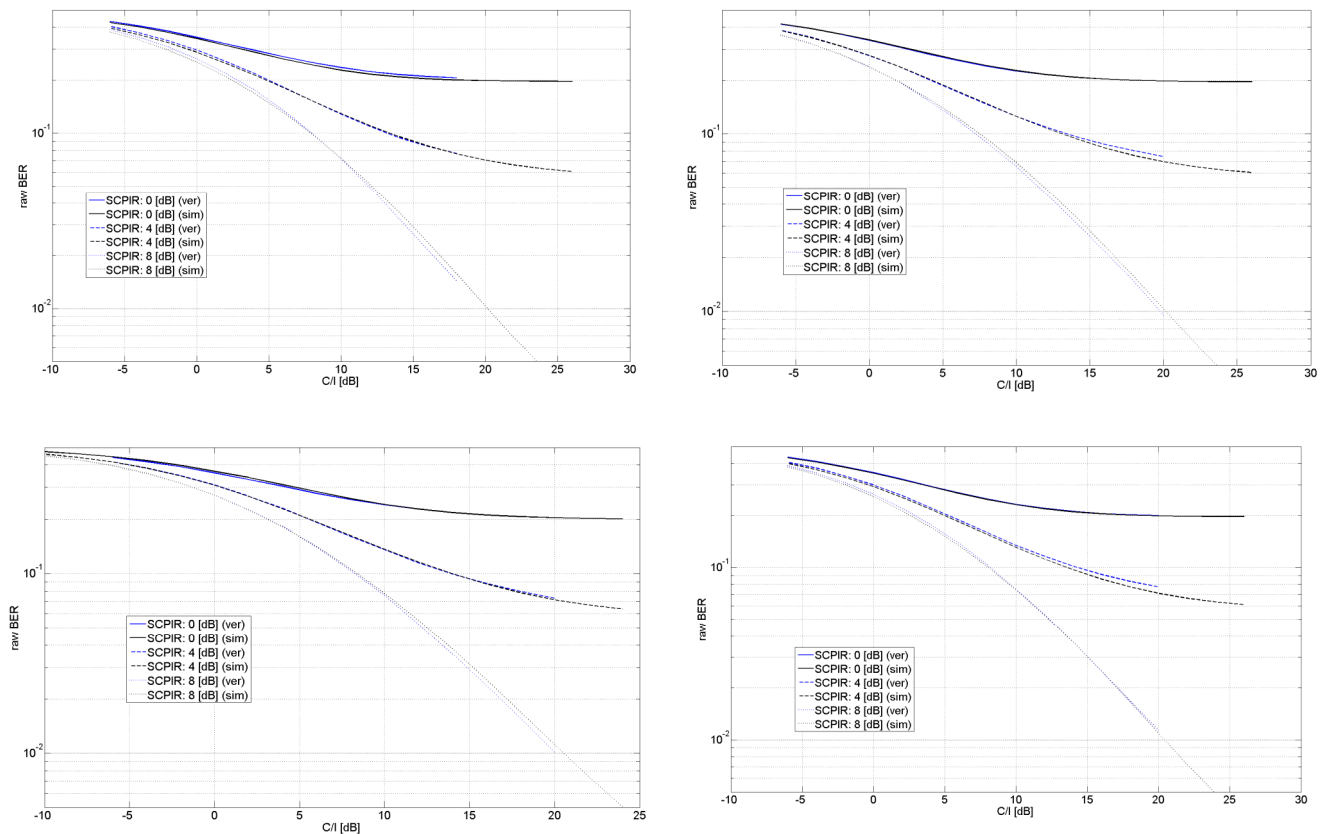 raw BER
10^-1
10^-2
SCPIR: 0 [dB] (ver)
SCPIR: 0 [dB] (sim)
SCPIR: 4 [dB] (ver)
SCPIR: 4 [dB] (sim)
SCPIR: 8 [dB] (ver)
SCPIR: 8 [dB] (sim)
-10 -5 0 5 10 15 20 25 30
C/I [dB]
raw BER
10^-1
10^-2
SCPIR: 0 [dB] (ver)
SCPIR: 0 [dB] (sim)
SCPIR: 4 [dB] (ver)
SCPIR: 4 [dB] (sim)
SCPIR: 8 [dB] (ver)
SCPIR: 8 [dB] (sim)
-10 -5 0 5 10 15 20 25 30
C/I [dB]
raw BER
10^-1
10^-2
SCPIR: 0 [dB] (ver)
SCPIR: 0 [dB] (sim)
SCPIR: 4 [dB] (ver)
SCPIR: 4 [dB] (sim)
SCPIR: 8 [dB] (ver)
SCPIR: 8 [dB] (sim)
-10 -5 0 5 10 15 20 25
C/I [dB]
raw BER
10^-1
10^-2
SCPIR: 0 [dB] (ver)
SCPIR: 0 [dB] (sim)
SCPIR: 4 [dB] (ver)
SCPIR: 4 [dB] (sim)
SCPIR: 8 [dB] (ver)
SCPIR: 8 [dB] (sim)
-10 -5 0 5 10 15 20 25 30
C/I [dB]